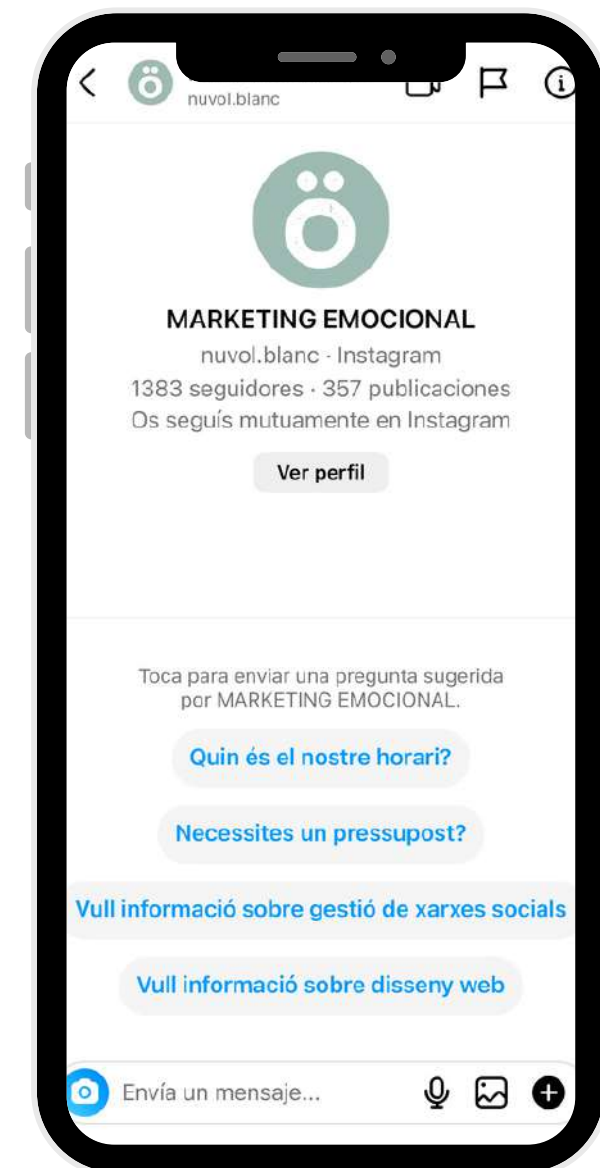 nuvol.blanc
MARKETING EMOCIONAL
nuvol.blanc · Instagram
1383 seguidores · 357 publicaciones
Os seguís mutuamente en Instagram
Ver perfil
Toca para enviar una pregunta sugerida
por MARKETING EMOCIONAL.
Quin és el nostre horari?
Necessites un pressupost?
Vull informació sobre gestió de xarxes socials
Vull informació sobre disseny web
Envía un mensaje...